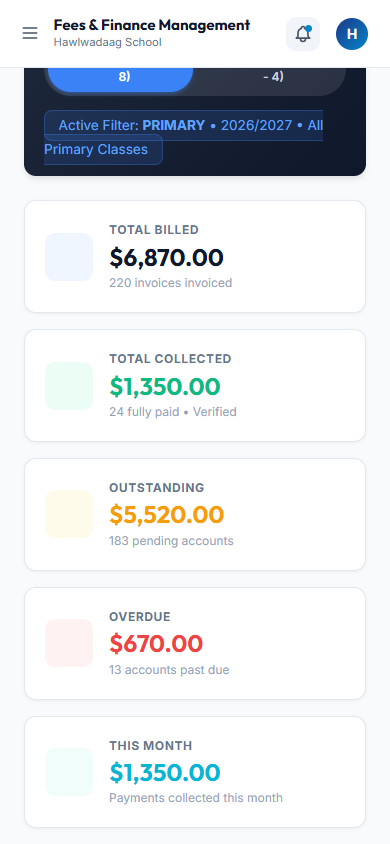 Fees & Finance Management
Hawlwadaag School
H
8)
- 4)
Active Filter: PRIMARY • 2026/2027 • All
Primary Classes
TOTAL BILLED
$6,870.00
220 invoices invoiced
TOTAL COLLECTED
$1,350.00
24 fully paid • Verified
OUTSTANDING
$5,520.00
183 pending accounts
OVERDUE
$670.00
13 accounts past due
THIS MONTH
$1,350.00
Payments collected this month